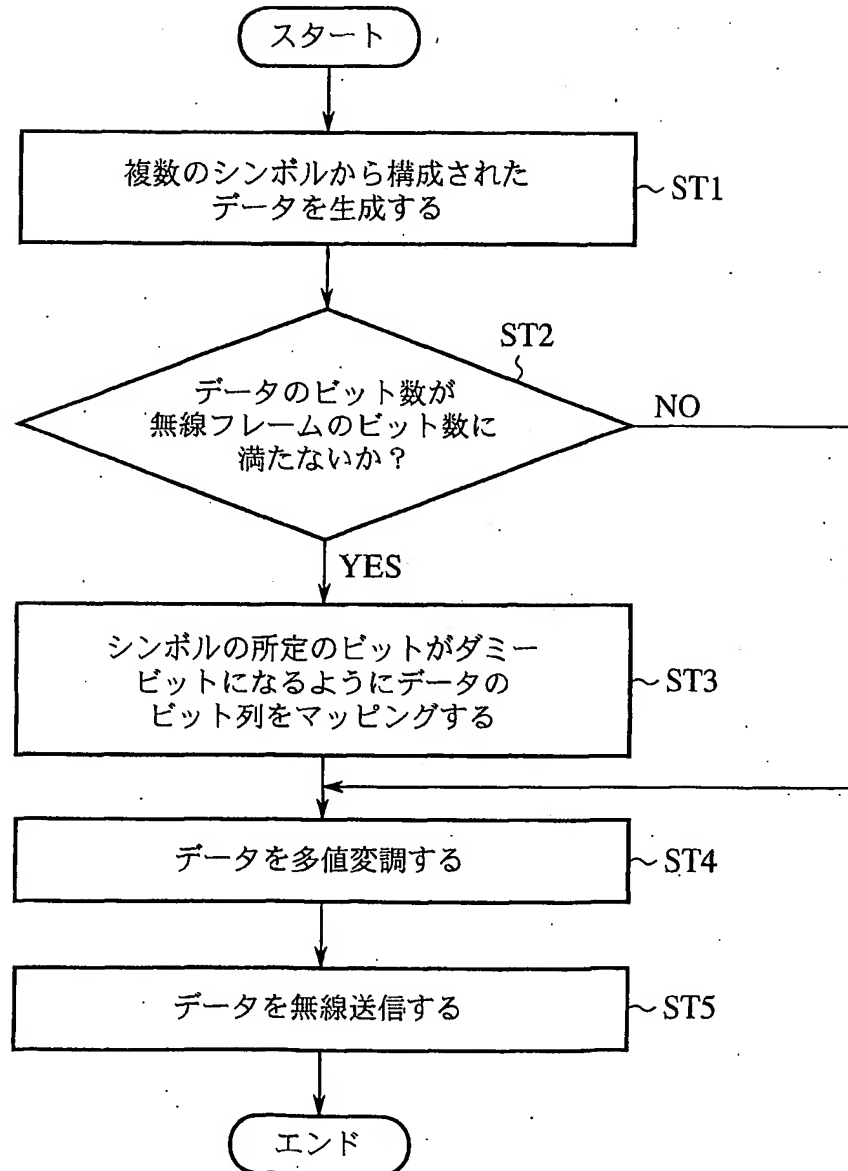 スタート
複数のシンボルから構成された
データを生成する
ST1
ST2
データのビット数が
無線フレームのビット数に
満たないか？
NO
YES
シンボルの所定のビットがダミー
ビットになるようにデータの
ビット列をマッピングする
ST3
データを多値変調する
ST4
データを無線送信する
ST5
エンド